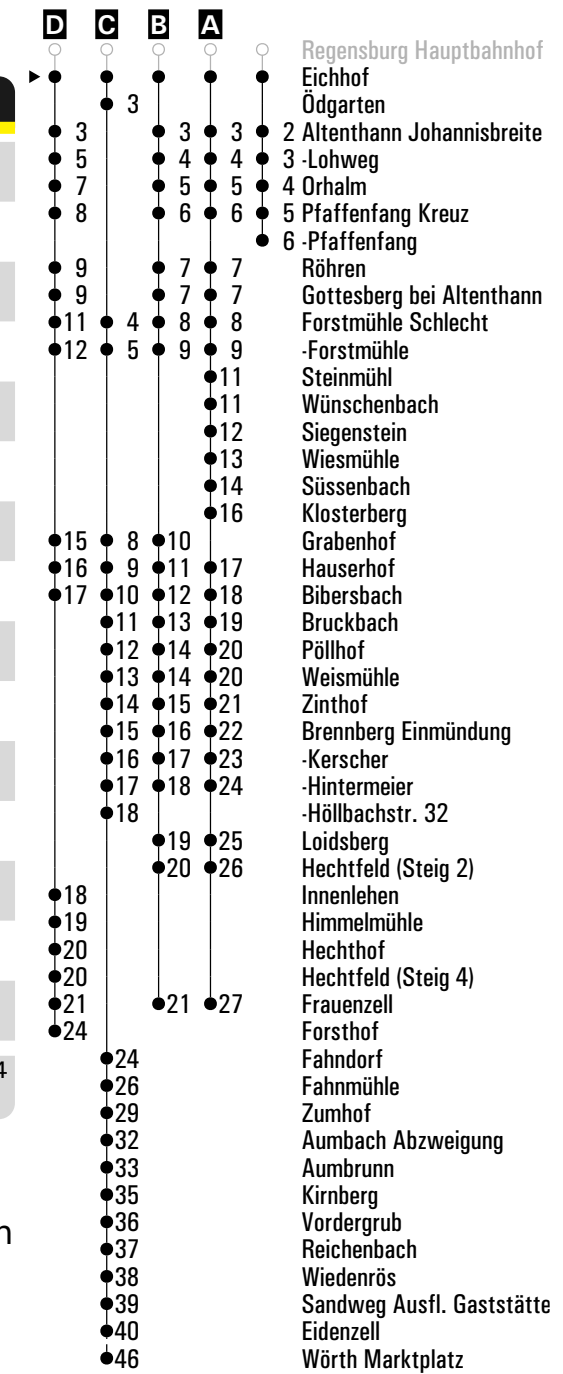 D C B A
Regensburg Hauptbahnhof
Eichhof
3 Ödgarten
3 3 3 2 Altenthann Johannisbreite
5 4 4 3 -Lohweg
7 5 5 4 Orhalm
8 6 6 5 Pfaffenfang Kreuz
6 -Pfaffenfang
9 7 7 Röhren
9 7 7 Gottesberg bei Altenthann
11 4 8 8 Forstmühle Schlecht
12 5 9 9 -Forstmühle
11 Steinmühl
11 Wünschenbach
12 Siegenstein
13 Wiesmühle
14 Süssenbach
16 Klosterberg
15 8 10 Grabenhof
16 9 11 17 Hauserhof
17 10 12 18 Bibersbach
11 13 19 Bruckbach
12 14 20 Pöllhof
13 14 20 Weismühle
14 15 21 Zinthof
15 16 22 Brennberg Einmündung
16 17 23 -Kerscher
17 18 24 -Hintermeier
18 -Höllbachstr. 32
19 25 Loidsberg
20 26 Hechtfeld (Steig 2)
18 Innenlehen
19 Himmelmühle
20 Hechthof
20 Hechtfeld (Steig 4)
21 21 27 Frauenzell
24 Forsthof
4 24 Fahndorf
26 Fahnmühle
29 Zumhof
32 Aumbach Abzweigung
33 Aumbrunn
35 Kirnberg
n 36 Vordergrub
37 Reichenbach
38 Wiedenrös
39 Sandweg Ausfl. Gaststätte
40 Eidenzell
46 Wörth Marktplatz